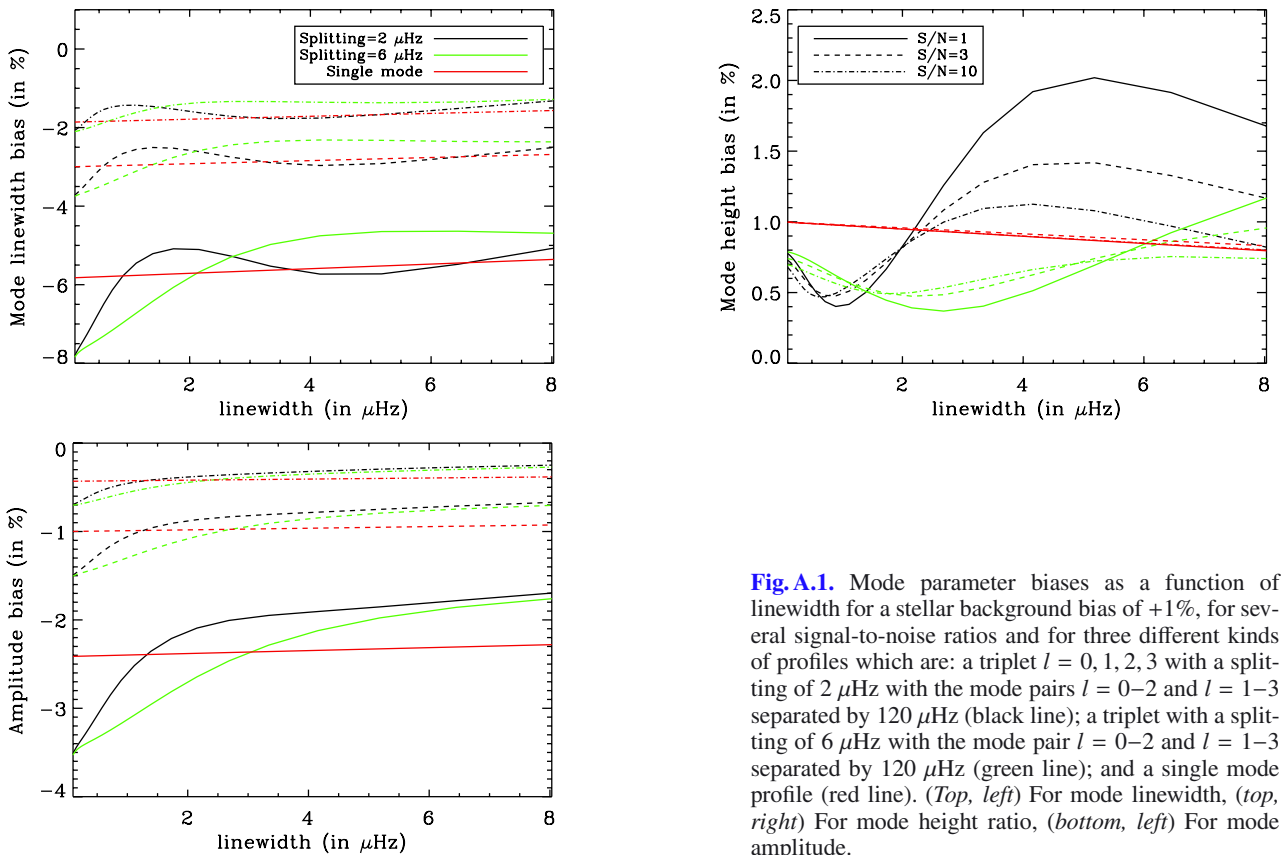 Mode linewidth bias (in %)
0
−2
−4
−6
−8
Splitting=2 μHz
Splitting=6 μHz
Single mode
2
4
6
8
linewidth (in μHz)
Mode height bias (in %)
2.5
2.0
1.5
1.0
0.5
0.0
S/N=1
S/N=3
S/N=10
2
4
6
8
linewidth (in μHz)
Amplitude bias (in %)
0
−1
−2
−3
−4
2
4
6
8
linewidth (in μHz)
Fig. A.1. Mode parameter biases as a function of
linewidth for a stellar background bias of +1%, for sev-
eral signal-to-noise ratios and for three different kinds
of profiles which are: a triplet l = 0, 1, 2, 3 with a split-
ting of 2 μHz with the mode pairs l = 0–2 and l = 1–3
separated by 120 μHz (black line); a triplet with a split-
ting of 6 μHz with the mode pair l = 0–2 and l = 1–3
separated by 120 μHz (green line); and a single mode
profile (red line). (Top, left) For mode linewidth, (top,
right) For mode height ratio, (bottom, left) For mode
amplitude.